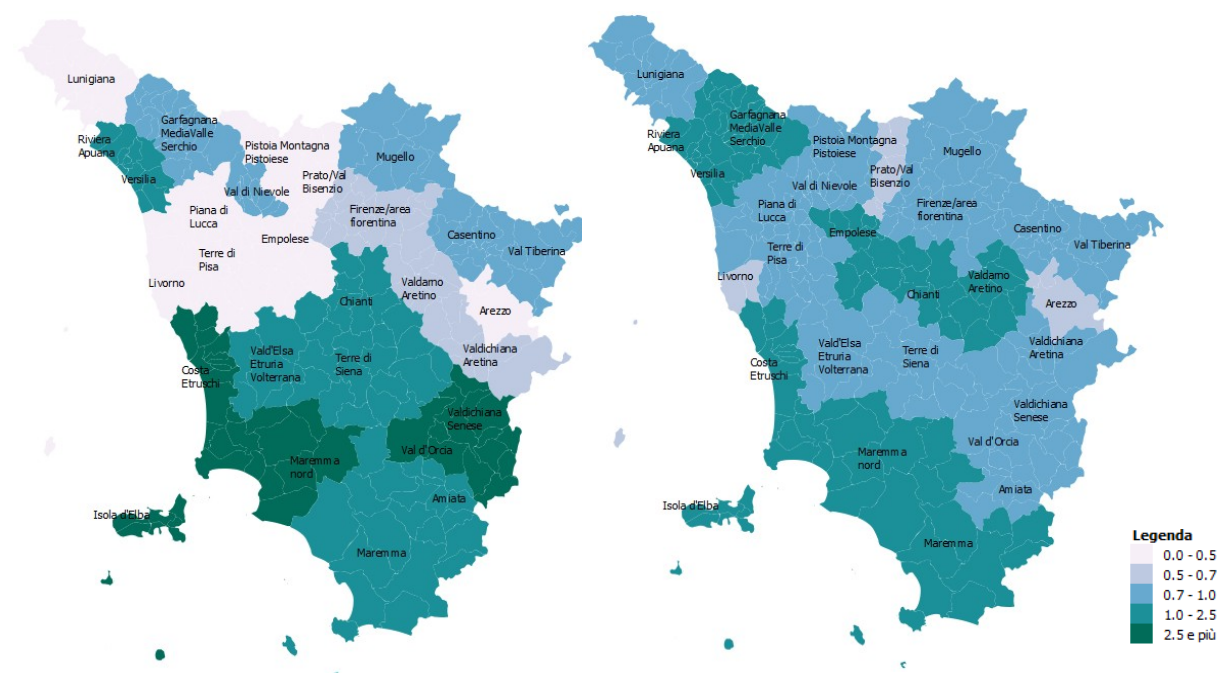 Lunigiana
Garfagnana
MediaValle
Serchio
Riviera
Apuana
Versilia
Pistoia Montagna
Pistoiese
Mugello
Prato/Val
Bisenzio
Val di Nievole
Piana di
Lucca
Firenze/area
fiorentina
Empolese
Casentino
Val Tiberina
Terre di
Pisa
Livorno
Valdarno
Aretino
Chianti
Arezzo
Vald'Elsa
Etruria
Volterrana
Terre di
Siena
Valdichiana
Aretina
Costa
Etruschi
Valdichiana
Senese
Val d'Orcia
Maremma
nord
Amiata
Isola d'Elba
Maremma
Lunigiana
Garfagnana
MediaValle
Serchio
Riviera
Apuana
Versilia
Pistoia Montagna
Pistoiese
Mugello
Prato/Val
Bisenzio
Val di Nievole
Piana di
Lucca
Firenze/area
fiorentina
Empolese
Casentino
Val Tiberina
Terre di
Pisa
Livorno
Valdarno
Aretino
Chianti
Arezzo
Vald'Elsa
Etruria
Volterrana
Terre di
Siena
Valdichiana
Aretina
Costa
Etruschi
Valdichiana
Senese
Val d'Orcia
Maremma
nord
Amiata
Isola d'Elba
Maremma
Legenda
0.0 - 0.5
0.5 - 0.7
0.7 - 1.0
1.0 - 2.5
2.5 e più